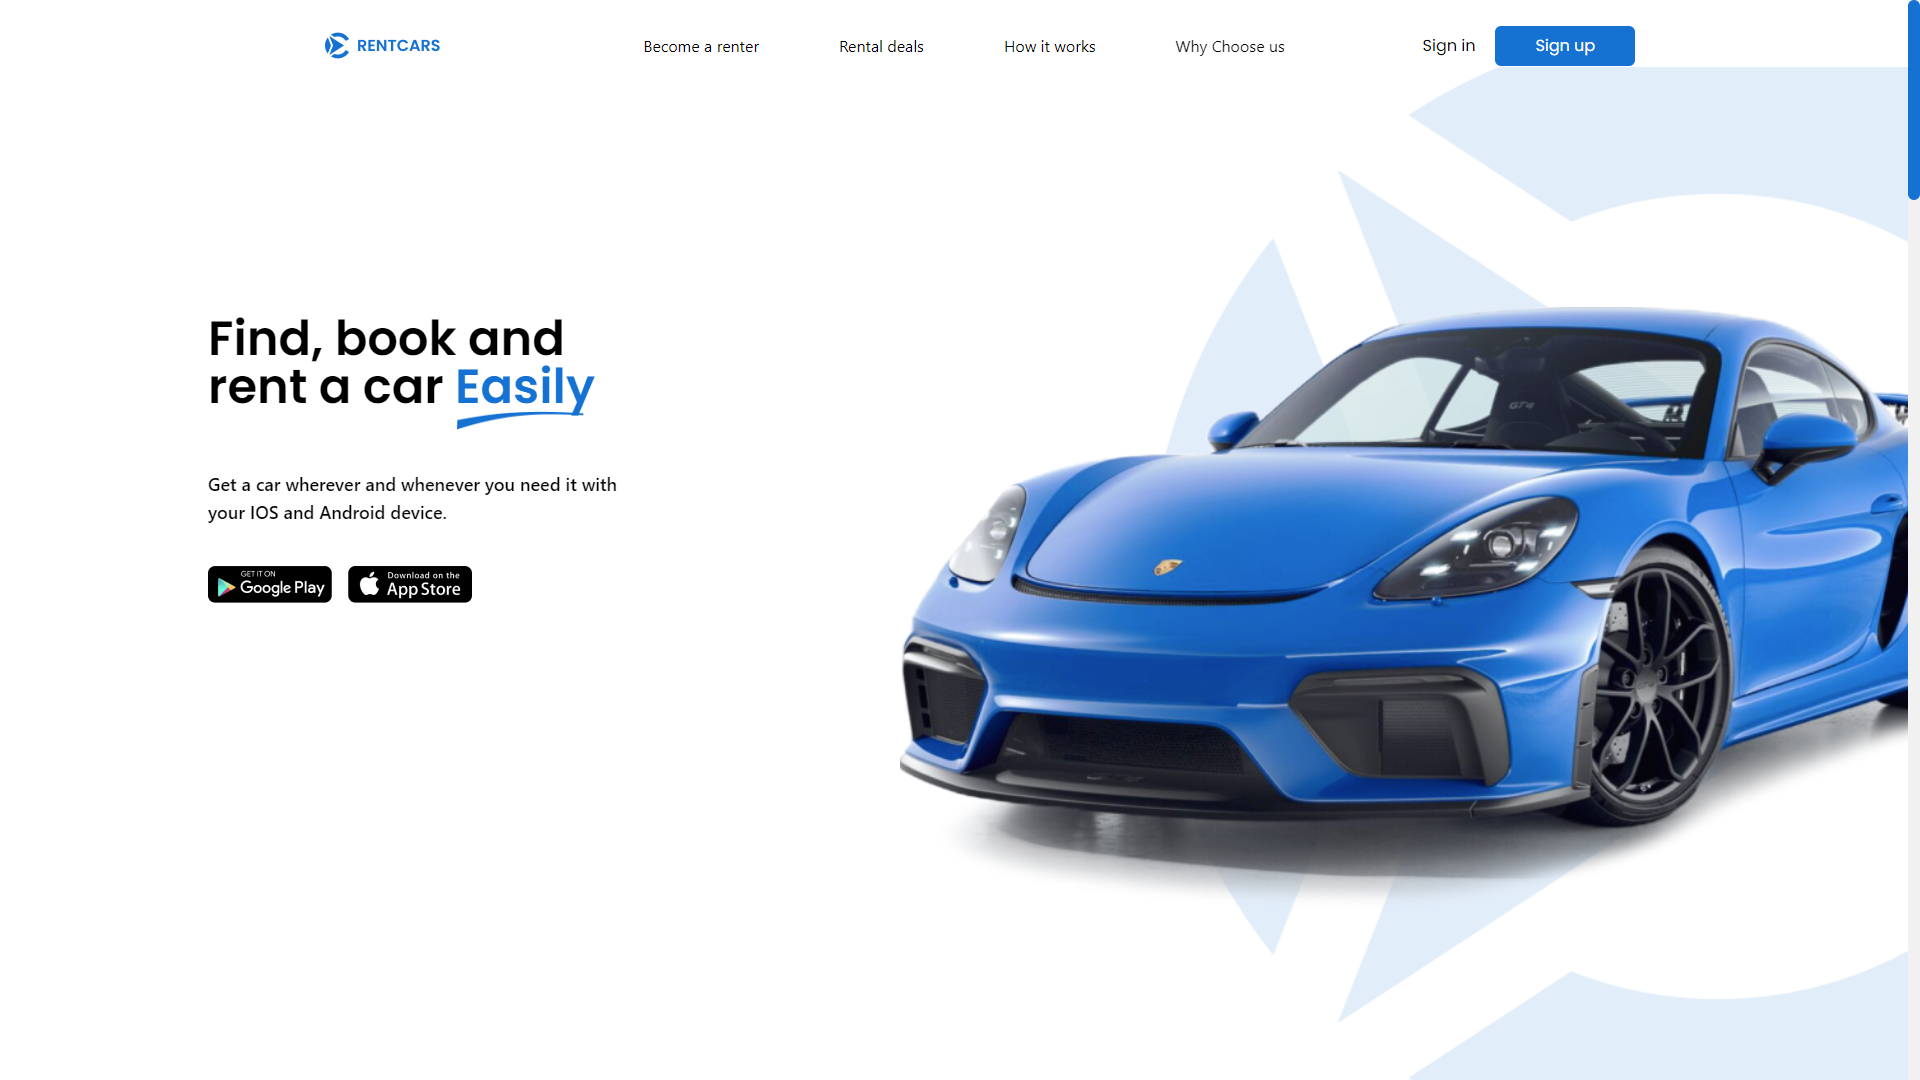 RENTCARS
Become a renter
Rental deals
How it works
Why Choose us
Sign in
Sign up
Find, book and
rent a car Easily
Get a car wherever and whenever you need it with
your IOS and Android device.
GET IT ON
Google Play
Download on the
App Store
GT4